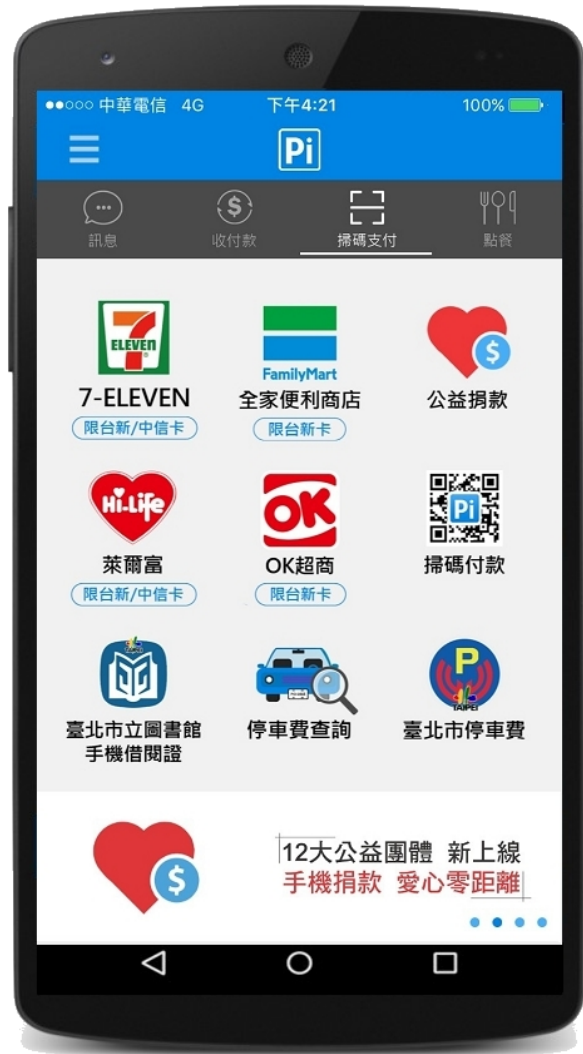 中華電信 4G
下午4:21
100%
Pi
訊息
收付款
掃碼支付
點餐
7
ELEVEN
7-ELEVEN
限台新/中信卡
FamilyMart
全家便利商店
限台新卡
公益捐款
Hi-Life
萊爾富
限台新/中信卡
OK
OK超商
限台新卡
Pi
掃碼付款
TAIPEI
臺北市立圖書館
手機借閱證
停車費查詢
P
TAIPEI
臺北市停車費
12大公益團體 新上線
手機捐款 愛心零距離